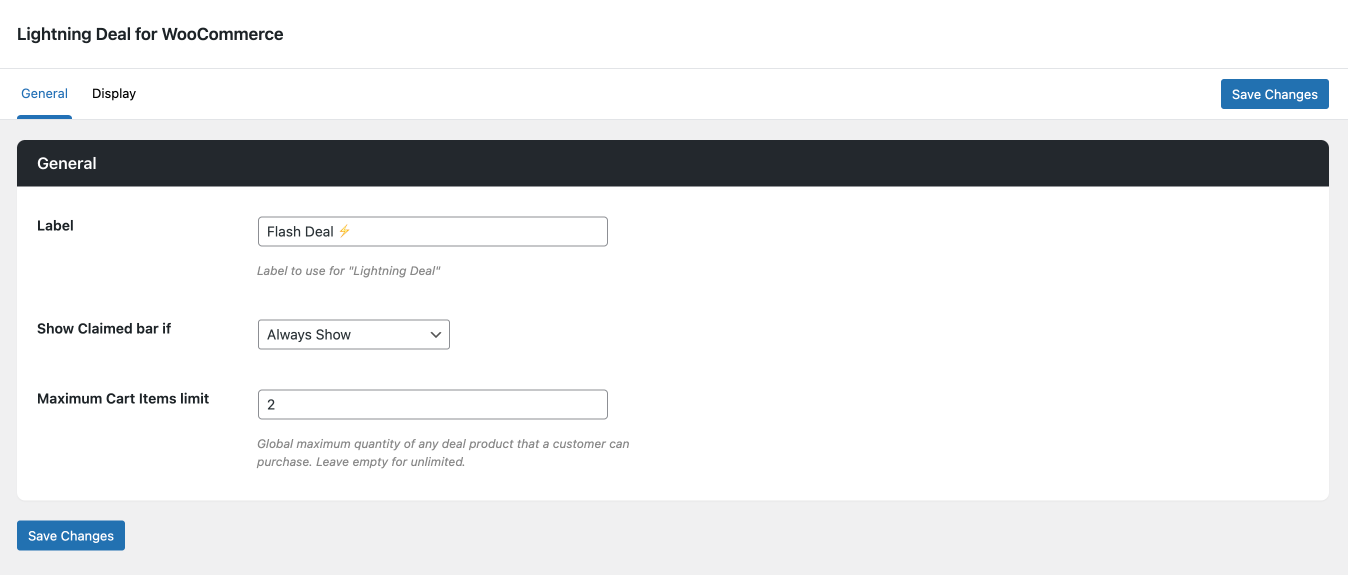 Lightning Deal for WooCommerce
General
Display
Save Changes
General
Label
Flash Deal ⚡
Label to use for "Lightning Deal"
Show Claimed bar if
Always Show
Maximum Cart Items limit
2
Global maximum quantity of any deal product that a customer can
purchase. Leave empty for unlimited.
Save Changes